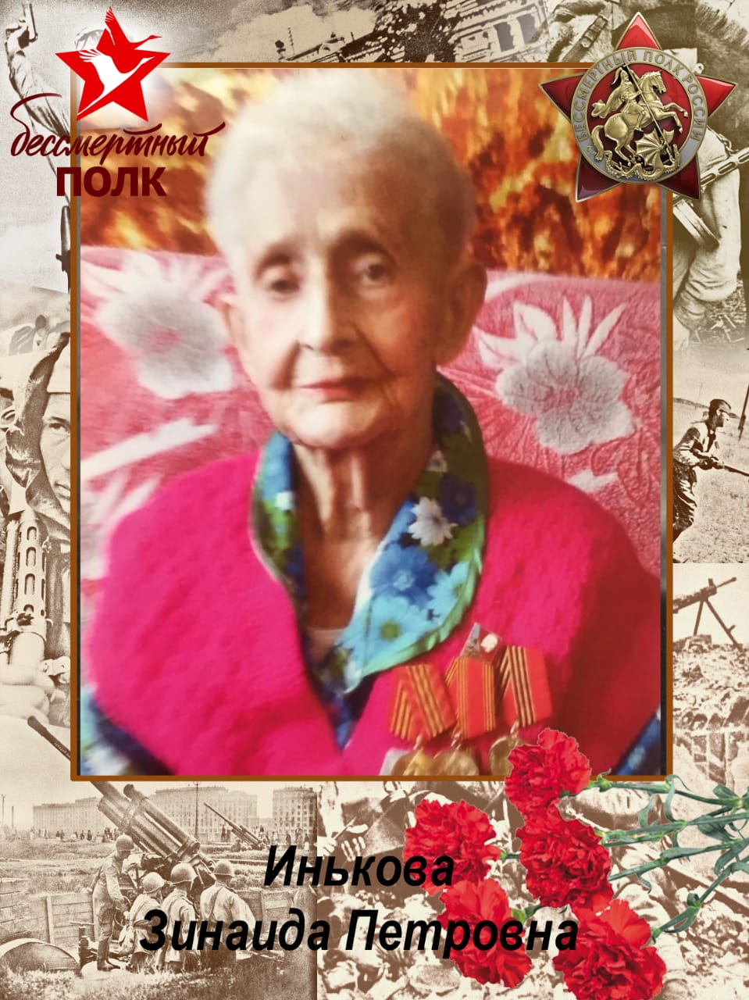 бессмертный
ПОЛК
БЕССМЕРТНЫЙ ПОЛК РОССИИ
Инькова
Зинаида Петровна